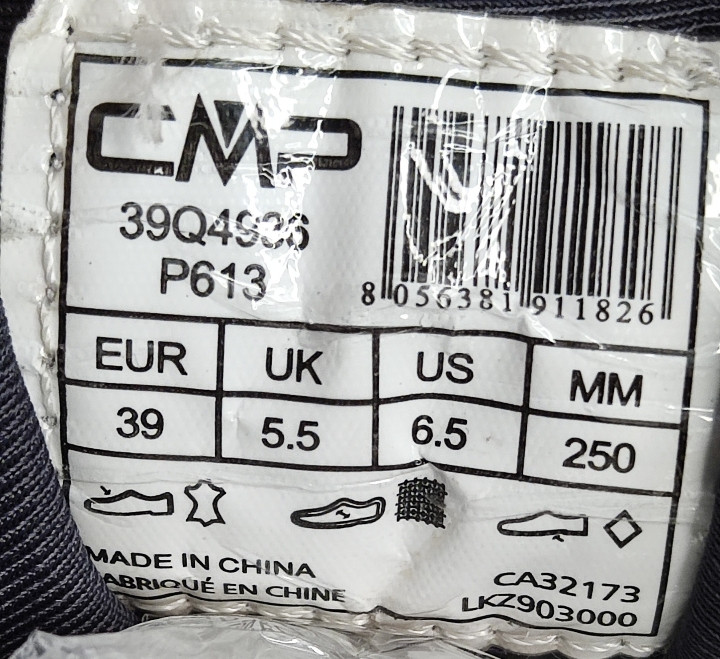 CMP
39Q4936
P613
8 056381 911826
EUR UK US MM
39 5.5 6.5 250
MADE IN CHINA
FABRIQUÉ EN CHINE
CA32173
LKZ903000